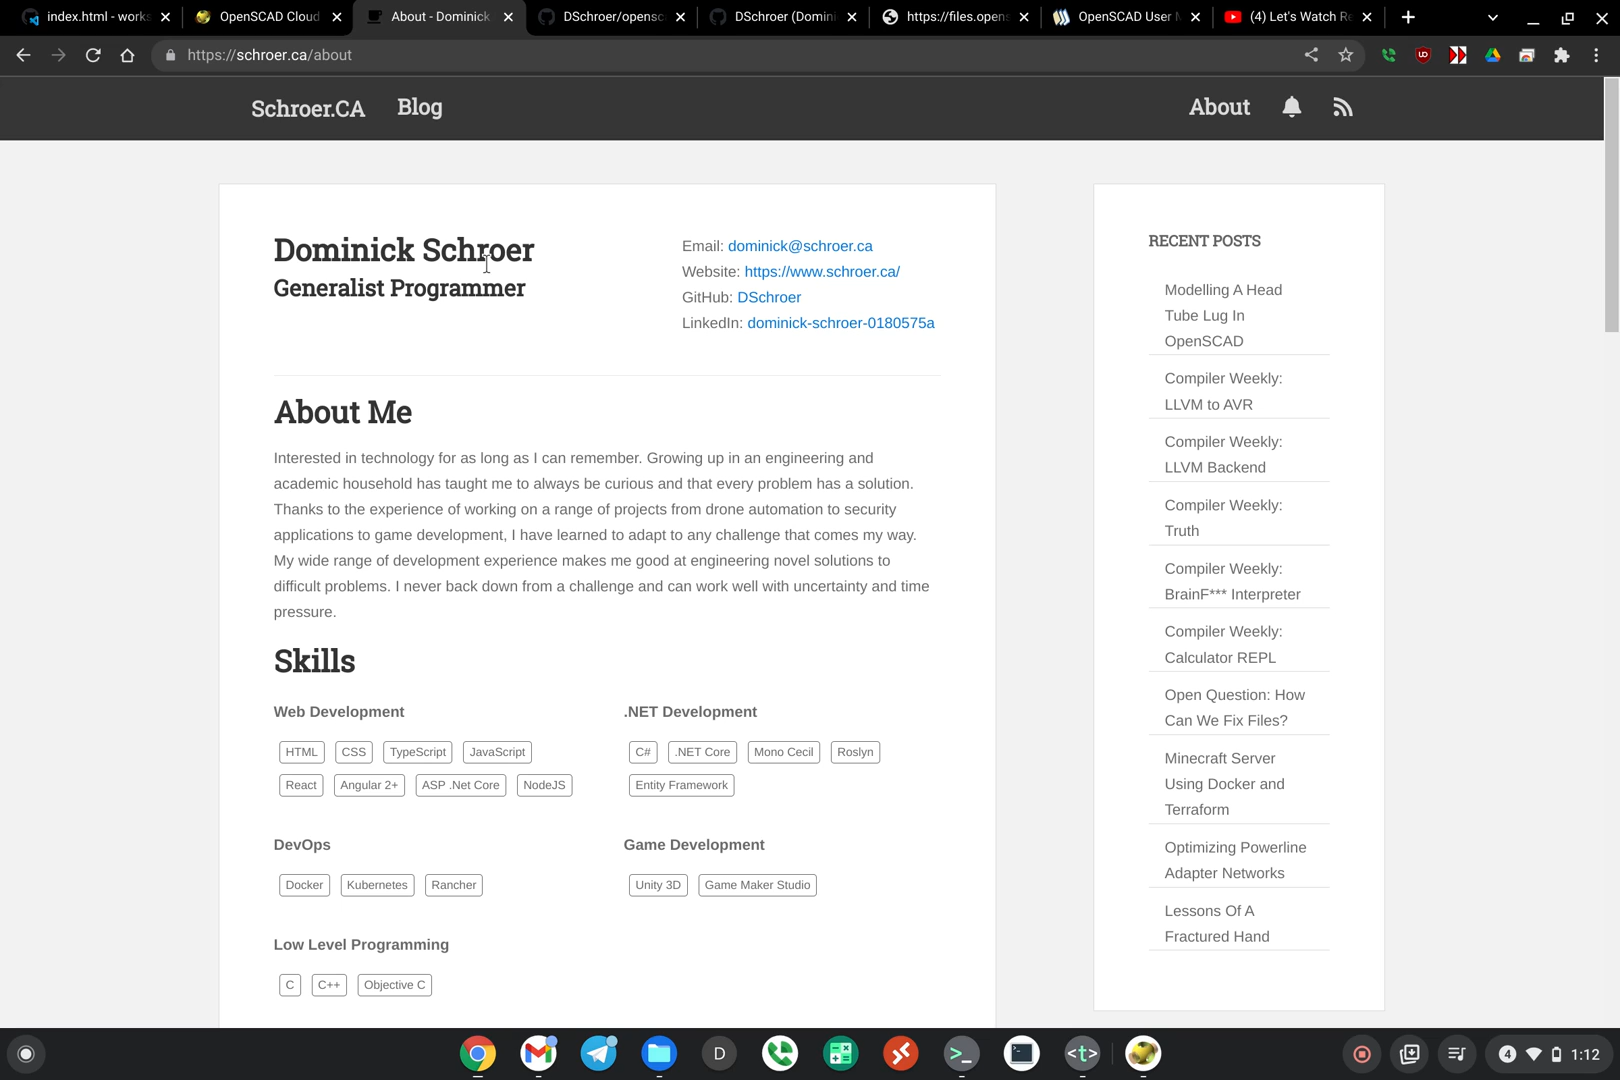 index.html - works
OpenSCAD Cloud
About - Dominick
DSchroer/opensc
DSchroer (Domini
https://files.opens
OpenSCAD User M
(4) Let's Watch Re
https://schroer.ca/about
Schroer.CA
Blog
About
Dominick Schroer
Generalist Programmer
Email: dominick@schroer.ca
Website: https://www.schroer.ca/
GitHub: DSchroer
LinkedIn: dominick-schroer-0180575a
About Me
Interested in technology for as long as I can remember. Growing up in an engineering and
academic household has taught me to always be curious and that every problem has a solution.
Thanks to the experience of working on a range of projects from drone automation to security
applications to game development, I have learned to adapt to any challenge that comes my way.
My wide range of development experience makes me good at engineering novel solutions to
difficult problems. I never back down from a challenge and can work well with uncertainty and time
pressure.
Skills
Web Development
HTML CSS TypeScript JavaScript
React Angular 2+ ASP .Net Core NodeJS
.NET Development
C# .NET Core Mono Cecil Roslyn
Entity Framework
DevOps
Docker Kubernetes Rancher
Game Development
Unity 3D Game Maker Studio
Low Level Programming
C C++ Objective C
RECENT POSTS
Modelling A Head
Tube Lug In
OpenSCAD
Compiler Weekly:
LLVM to AVR
Compiler Weekly:
LLVM Backend
Compiler Weekly:
Truth
Compiler Weekly:
BrainF*** Interpreter
Compiler Weekly:
Calculator REPL
Open Question: How
Can We Fix Files?
Minecraft Server
Using Docker and
Terraform
Optimizing Powerline
Adapter Networks
Lessons Of A
Fractured Hand
D
>_
<t>
4
1:12